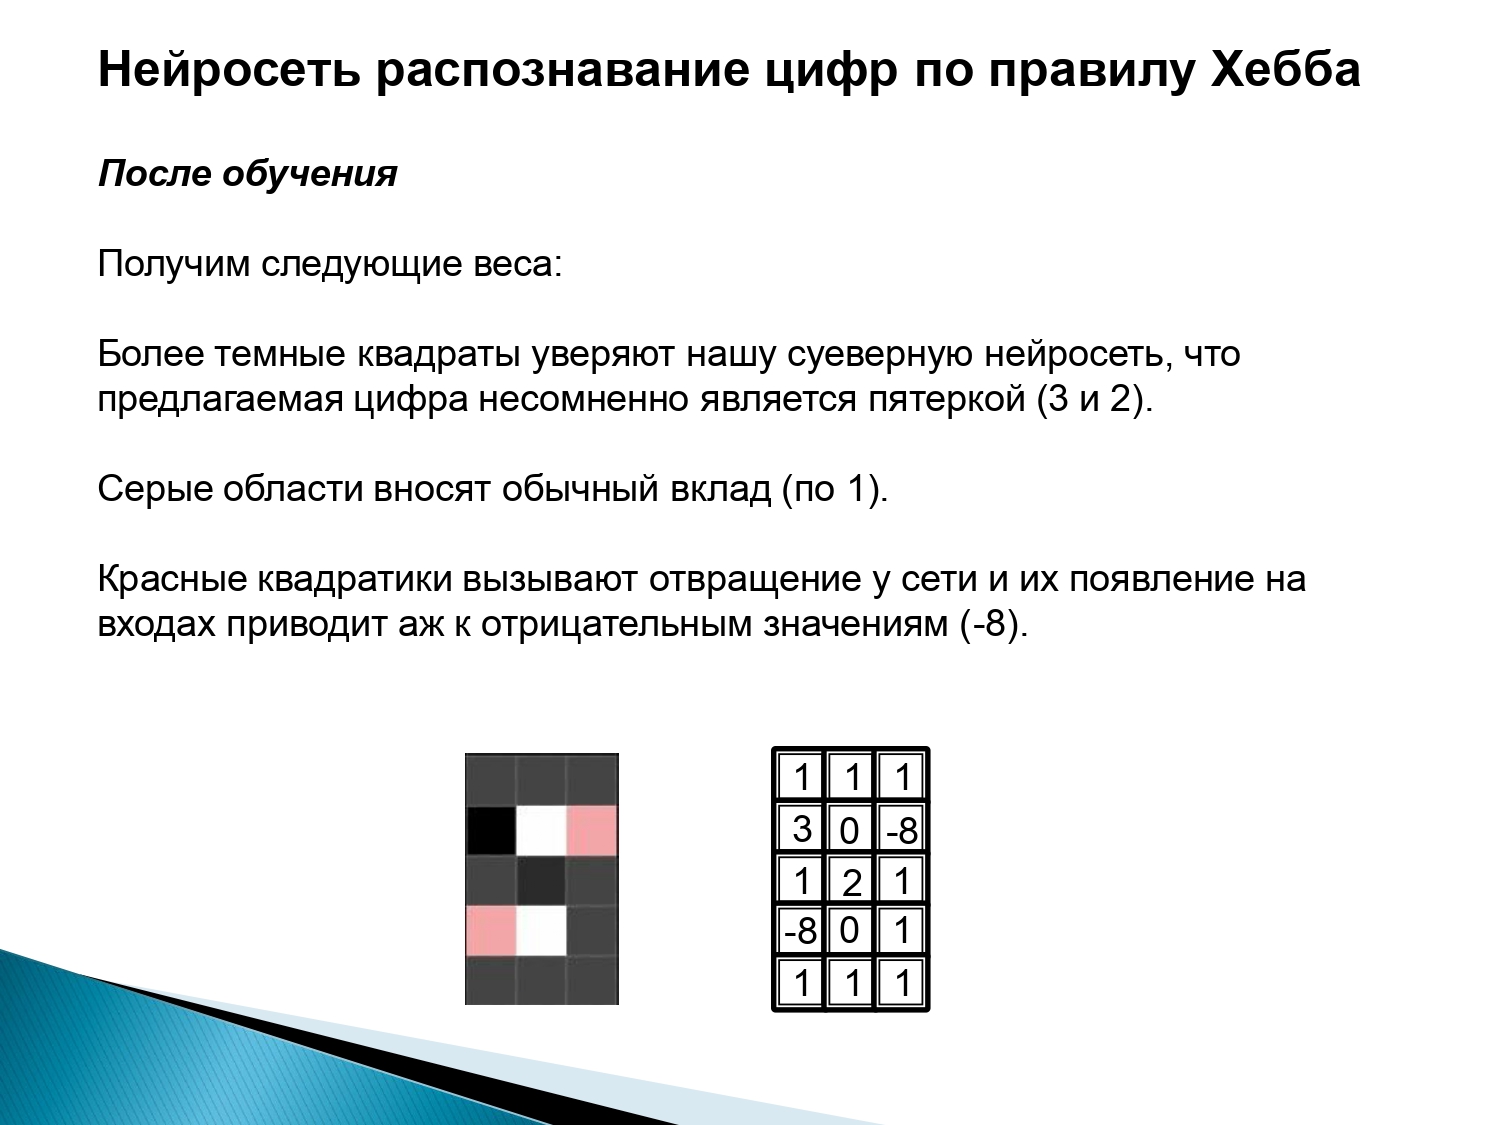 Нейросеть распознавание цифр по правилу Хебба
После обучения
Получим следующие веса:
Более темные квадраты уверяют нашу суеверную нейросеть, что
предлагаемая цифра несомненно является пятеркой (3 и 2).
Серые области вносят обычный вклад (по 1).
Красные квадратики вызывают отвращение у сети и их появление на
входах приводит аж к отрицательным значениям (-8).
1 1 1
3 0 -8
1 2 1
-8 0 1
1 1 1